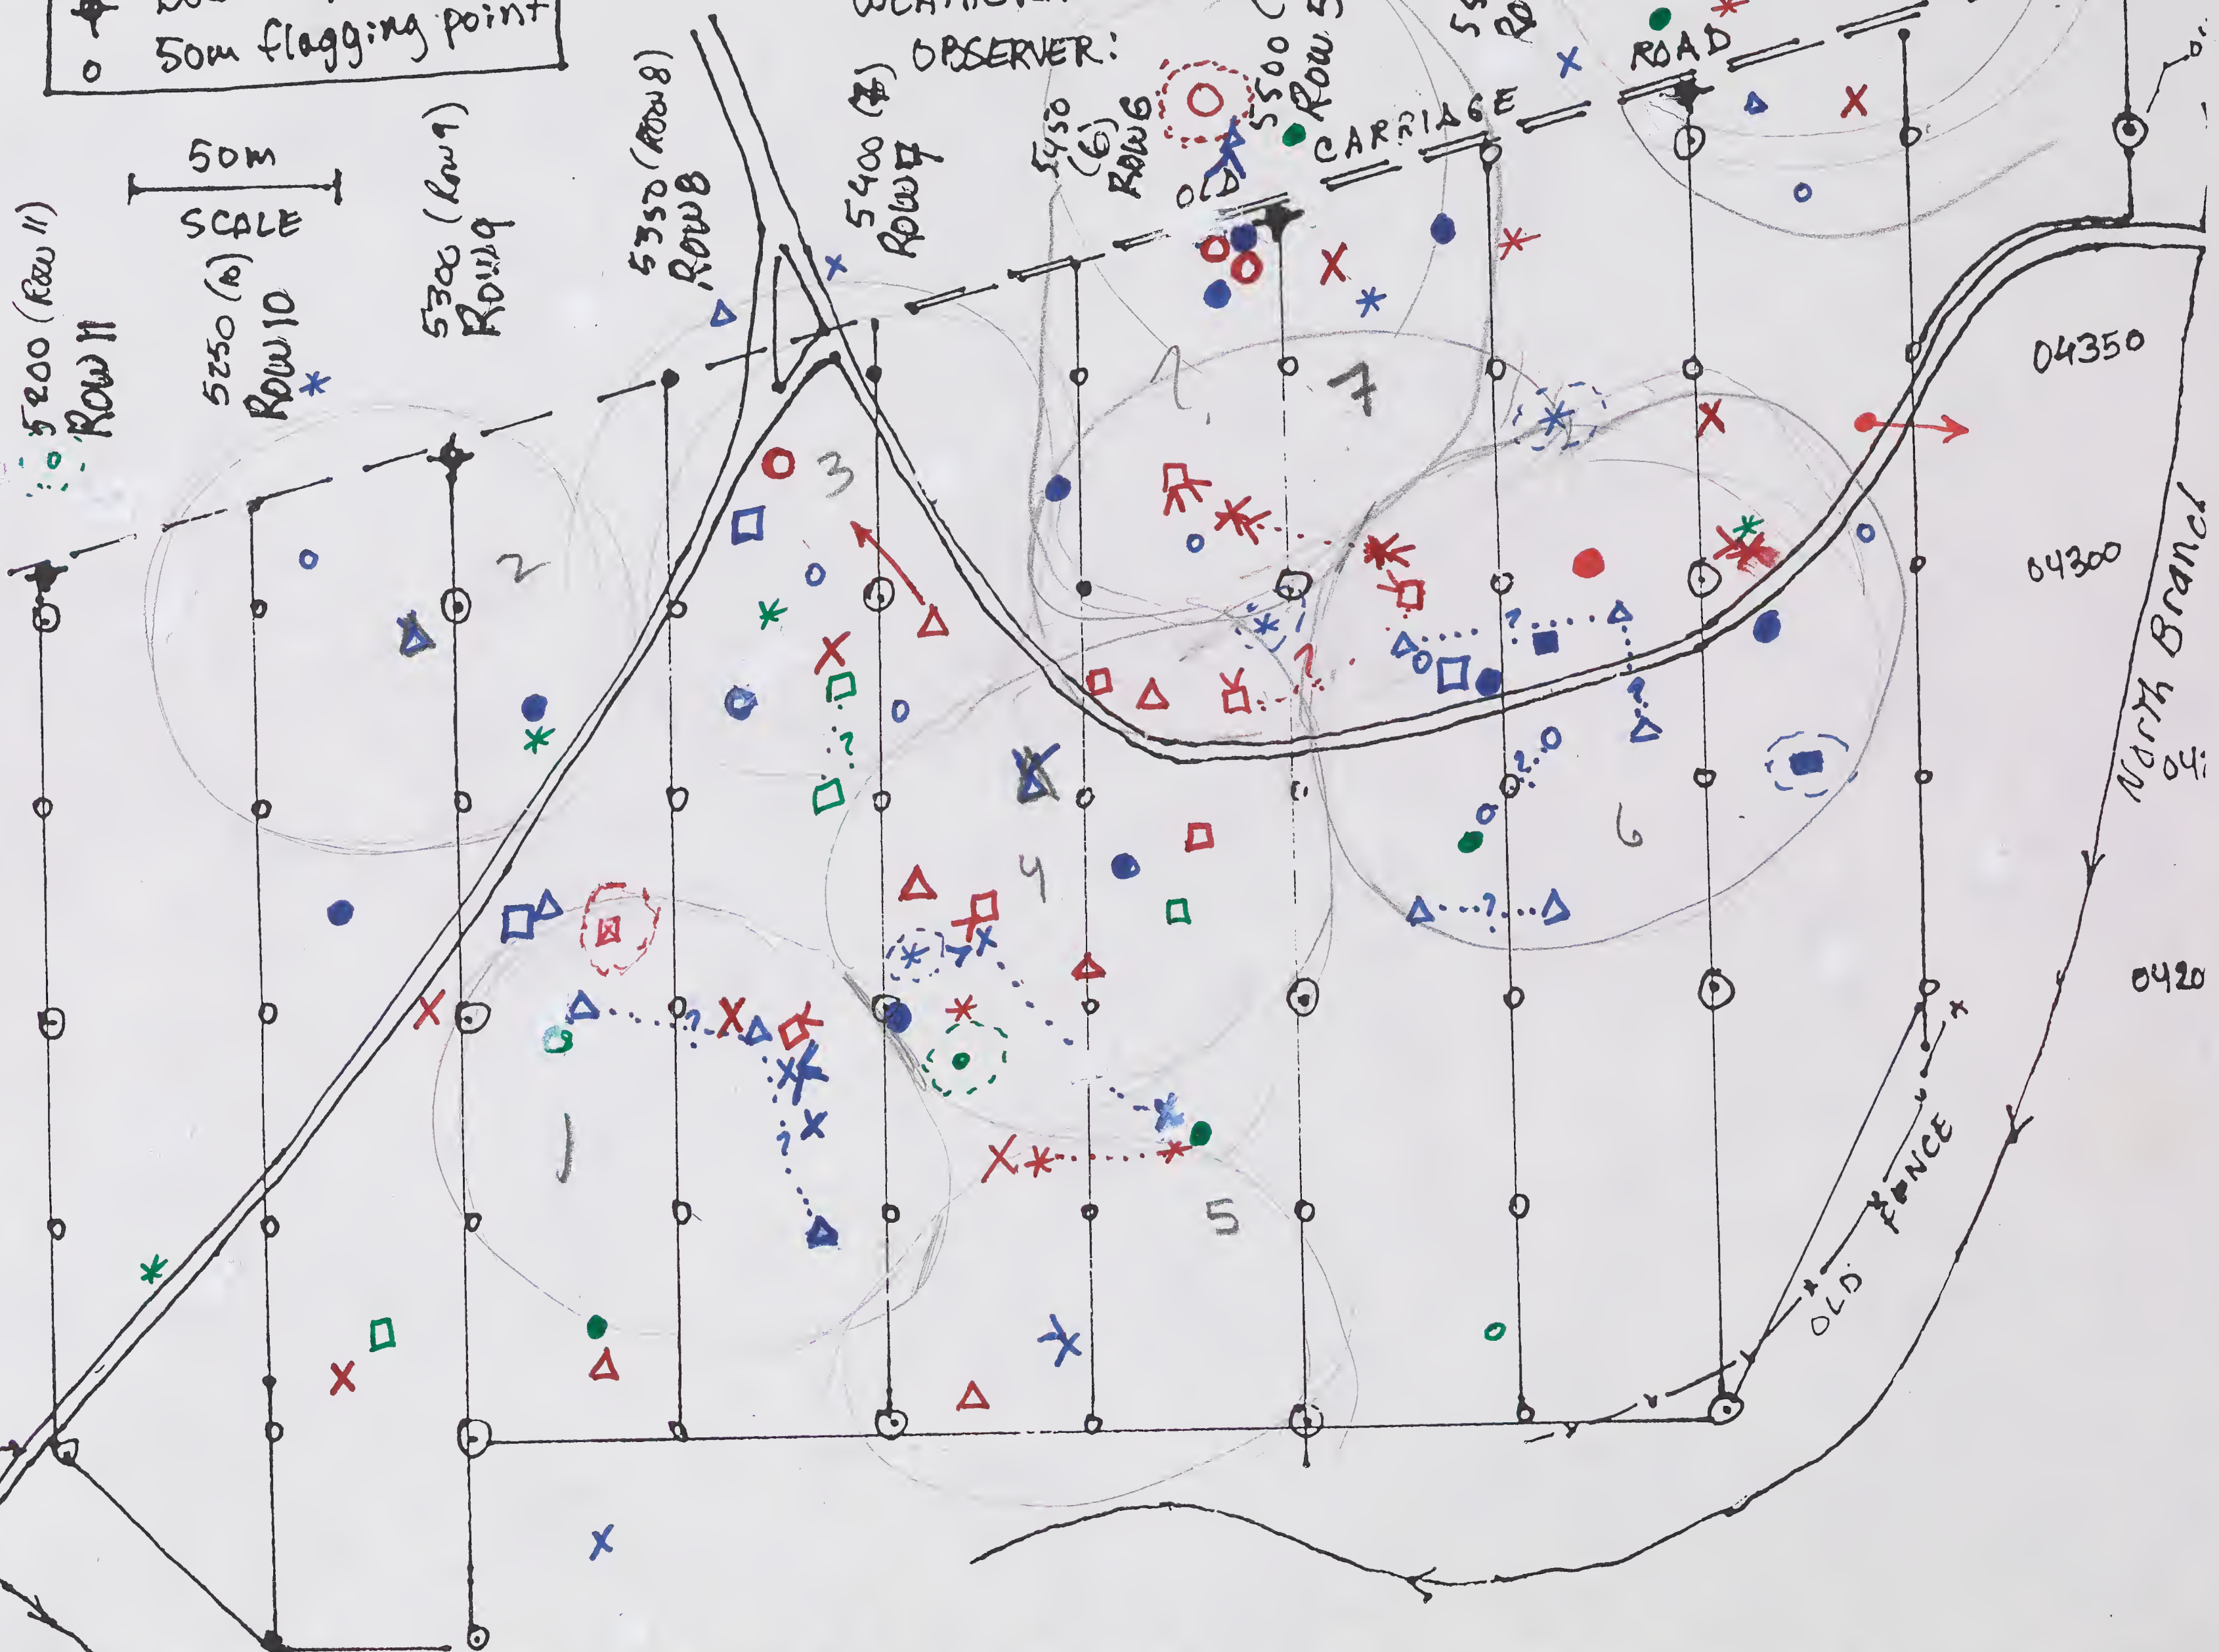 50m flagging point
OBSERVER:
50m
SCALE
5200 (Row 11)
ROW 11
5250 (10)
ROW 10
5300 (Row 9)
ROW 9
5350 (ROW 8)
ROW 8
5400 (7)
ROW 7
5450
(6)
ROW 6
5500
ROW 5
OLD CARRIAGE ROAD
04350
04300
North Branch
0420
OLD FENCE
1
2
3
4
5
6
7
?
?
?
?
?
?
?
?